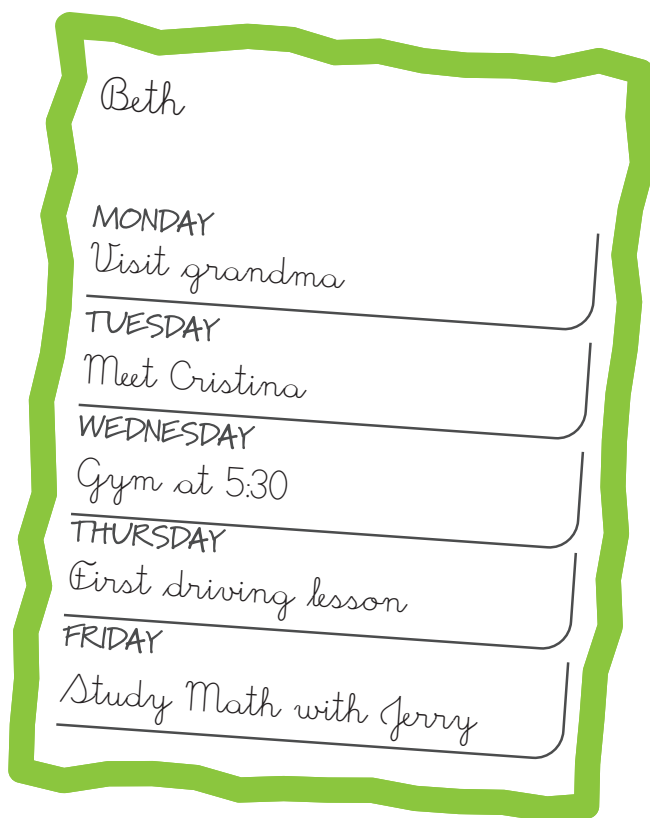 Beth
MONDAY
Visit grandma
TUESDAY
Meet Cristina
WEDNESDAY
Gym at 5:30
THURSDAY
First driving lesson
FRIDAY
Study Math with Jerry